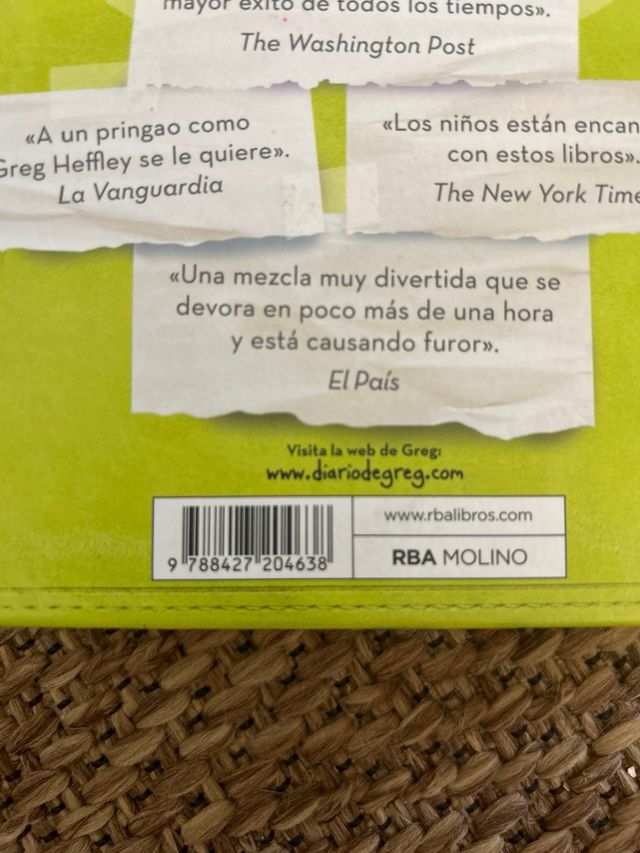 mayor éxito de todos los tiempos».
The Washington Post
«A un pringao como
Greg Heffley se le quiere».
La Vanguardia
«Los niños están encan
con estos libros».
The New York Time
«Una mezcla muy divertida que se
devora en poco más de una hora
y está causando furor».
El País
Visita la web de Greg:
www.diariodegreg.com
9 788427 204638
www.rbalibros.com
RBA MOLINO